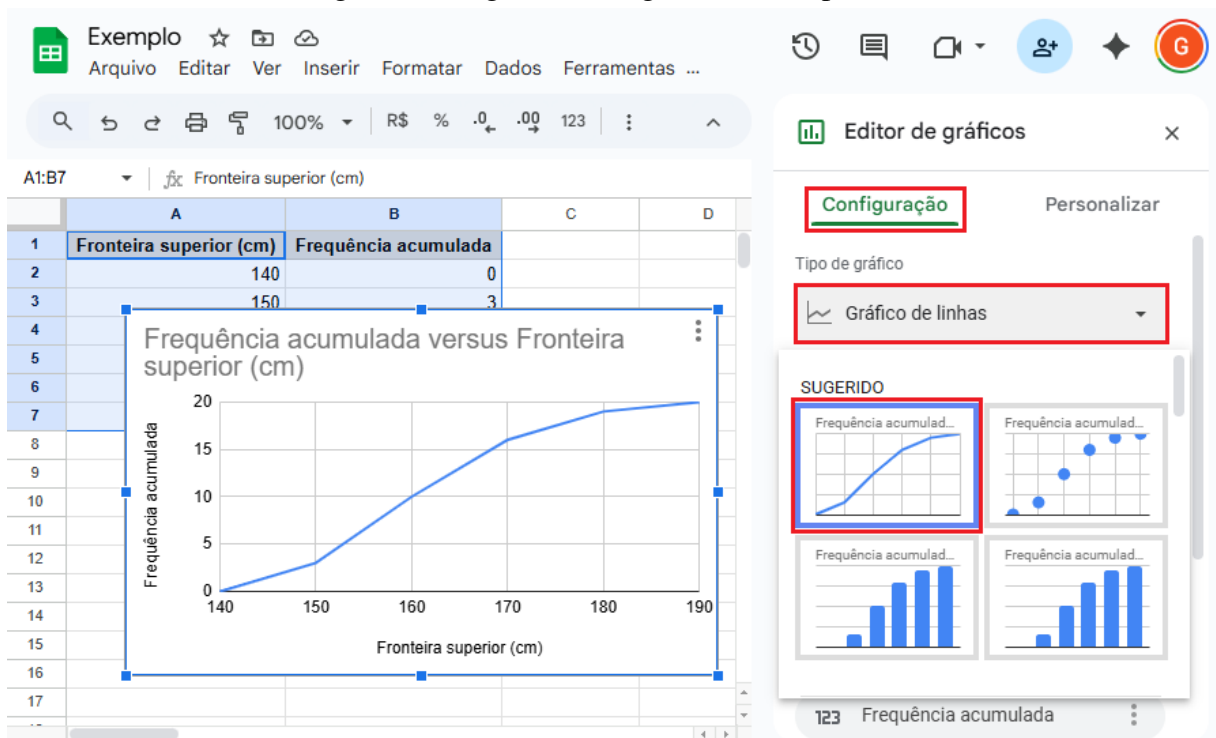 Exemplo
Arquivo Editar Ver Inserir Formatar Dados Ferramentas ...
G
100% R$ % .0 .00 123
A1:B7 fx Fronteira superior (cm)
A B C D
1 Fronteira superior (cm) Frequência acumulada
2 140 0
3 150 3
4
5
6
7
8
9
10
11
12
13
14
15
16
17
Frequência acumulada versus Fronteira
superior (cm)
Frequência acumulada
20
15
10
5
0
140 150 160 170 180 190
Fronteira superior (cm)
Editor de gráficos
Configuração Personalizar
Tipo de gráfico
Gráfico de linhas
SUGERIDO
Frequência acumulad... Frequência acumulad...
Frequência acumulad... Frequência acumulad...
123 Frequência acumulada